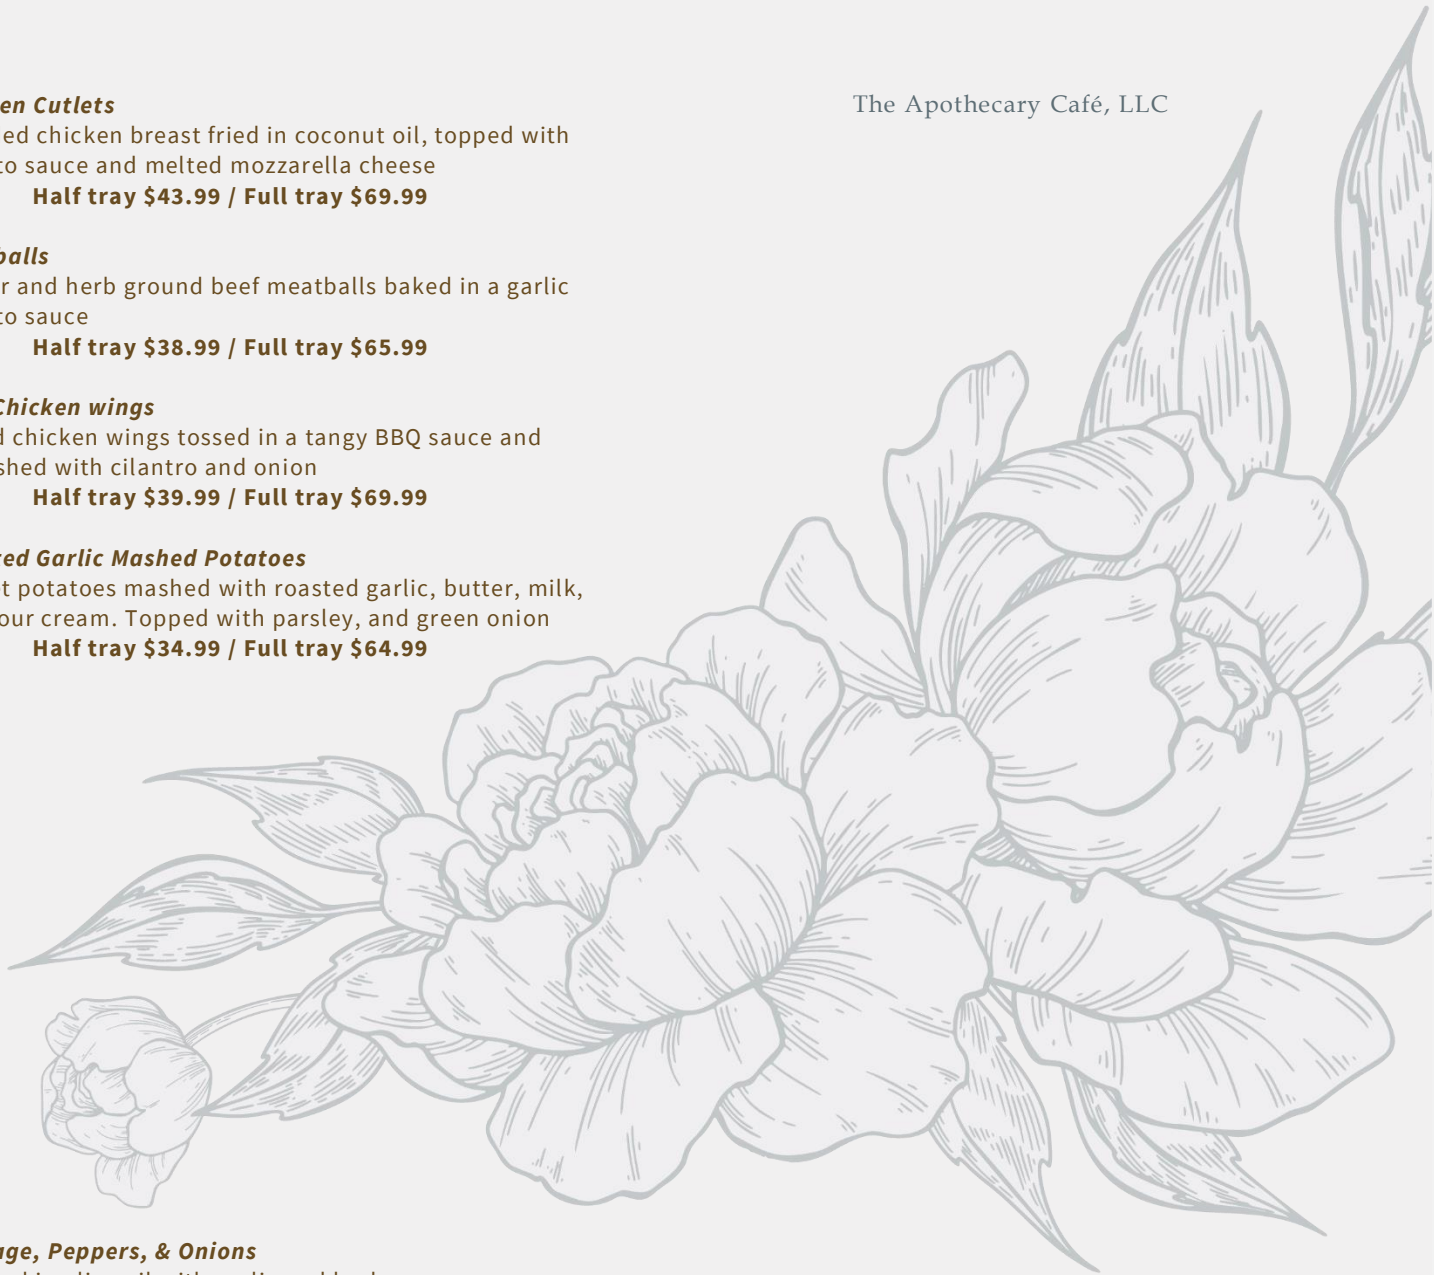 The Apothecary Café, LLC
en Cutlets
ed chicken breast fried in coconut oil, topped with
to sauce and melted mozzarella cheese
Half tray $43.99 / Full tray $69.99
balls
r and herb ground beef meatballs baked in a garlic
to sauce
Half tray $38.99 / Full tray $65.99
Chicken wings
d chicken wings tossed in a tangy BBQ sauce and
shed with cilantro and onion
Half tray $39.99 / Full tray $69.99
ted Garlic Mashed Potatoes
t potatoes mashed with roasted garlic, butter, milk,
our cream. Topped with parsley, and green onion
Half tray $34.99 / Full tray $64.99
age, Peppers, & Onions